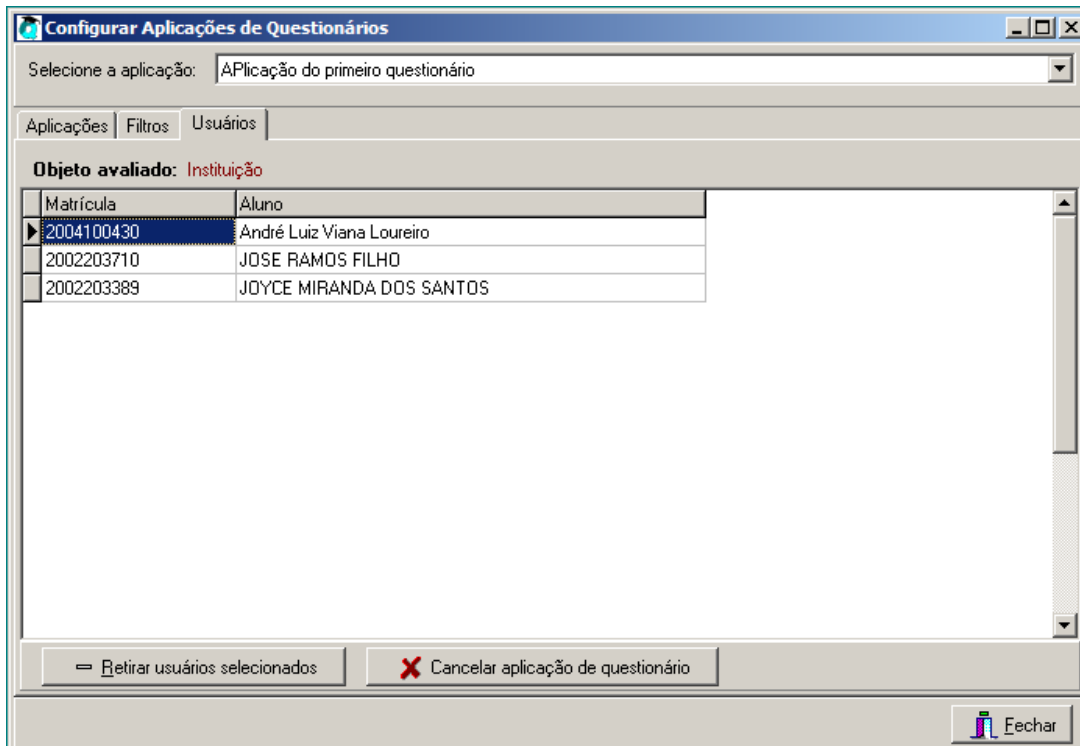 Configurar Aplicações de Questionários
Selecione a aplicação: APlicação do primeiro questionário
Aplicações Filtros Usuários
Objeto avaliado: Instituição
Matrícula Aluno
2004100430 André Luiz Viana Loureiro
2002203710 JOSE RAMOS FILHO
2002203389 JOYCE MIRANDA DOS SANTOS
Retirar usuários selecionados Cancelar aplicação de questionário
Fechar